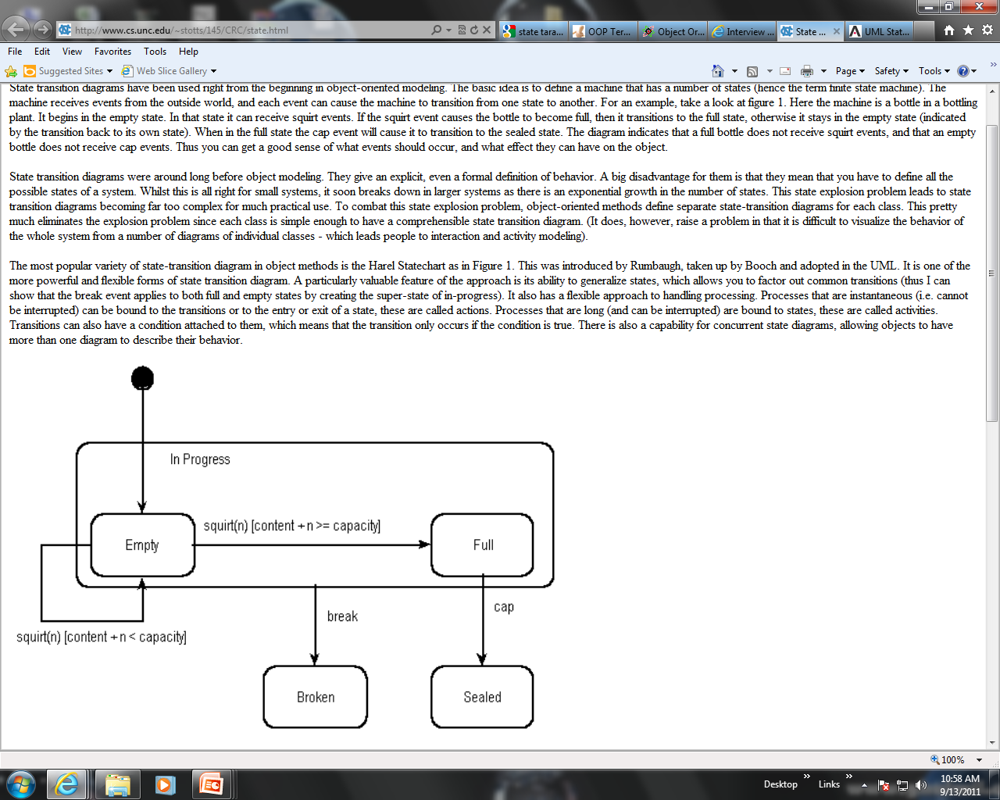 http://www.cs.unc.edu/~stotts/145/CRC/state.html
state tara...
OOP Ter...
Object Or...
Interview ...
State ...
UML Stat...
File Edit View Favorites Tools Help
Suggested Sites
Web Slice Gallery
Page
Safety
Tools
State transition diagrams have been used right from the beginning in object-oriented modeling. The basic idea is to define a machine that has a number of states (hence the term finite state machine). The
machine receives events from the outside world, and each event can cause the machine to transition from one state to another. For an example, take a look at figure 1. Here the machine is a bottle in a bottling
plant. It begins in the empty state. In that state it can receive squirt events. If the squirt event causes the bottle to become full, then it transitions to the full state, otherwise it stays in the empty state (indicated
by the transition back to its own state). When in the full state the cap event will cause it to transition to the sealed state. The diagram indicates that a full bottle does not receive squirt events, and that an empty
bottle does not receive cap events. Thus you can get a good sense of what events should occur, and what effect they can have on the object.
State transition diagrams were around long before object modeling. They give an explicit, even a formal definition of behavior. A big disadvantage for them is that they mean that you have to define all the
possible states of a system. Whilst this is all right for small systems, it soon breaks down in larger systems as there is an exponential growth in the number of states. This state explosion problem leads to state
transition diagrams becoming far too complex for much practical use. To combat this state explosion problem, object-oriented methods define separate state-transition diagrams for each class. This pretty
much eliminates the explosion problem since each class is simple enough to have a comprehensible state transition diagram. (It does, however, raise a problem in that it is difficult to visualize the behavior of
the whole system from a number of diagrams of individual classes - which leads people to interaction and activity modeling).
The most popular variety of state-transition diagram in object methods is the Harel Statechart as in Figure 1. This was introduced by Rumbaugh, taken up by Booch and adopted in the UML. It is one of the
more powerful and flexible forms of state transition diagram. A particularly valuable feature of the approach is its ability to generalize states, which allows you to factor out common transitions (thus I can
show that the break event applies to both full and empty states by creating the super-state of in-progress). It also has a flexible approach to handling processing. Processes that are instantaneous (i.e. cannot
be interrupted) can be bound to the transitions or to the entry or exit of a state, these are called actions. Processes that are long (and can be interrupted) are bound to states, these are called activities.
Transitions can also have a condition attached to them, which means that the transition only occurs if the condition is true. There is also a capability for concurrent state diagrams, allowing objects to have
more than one diagram to describe their behavior.
In Progress
squirt(n) [content + n >= capacity]
Empty
Full
cap
break
squirt(n) [content + n < capacity]
Broken
Sealed
100%
Desktop
Links
10:58 AM
9/13/2011